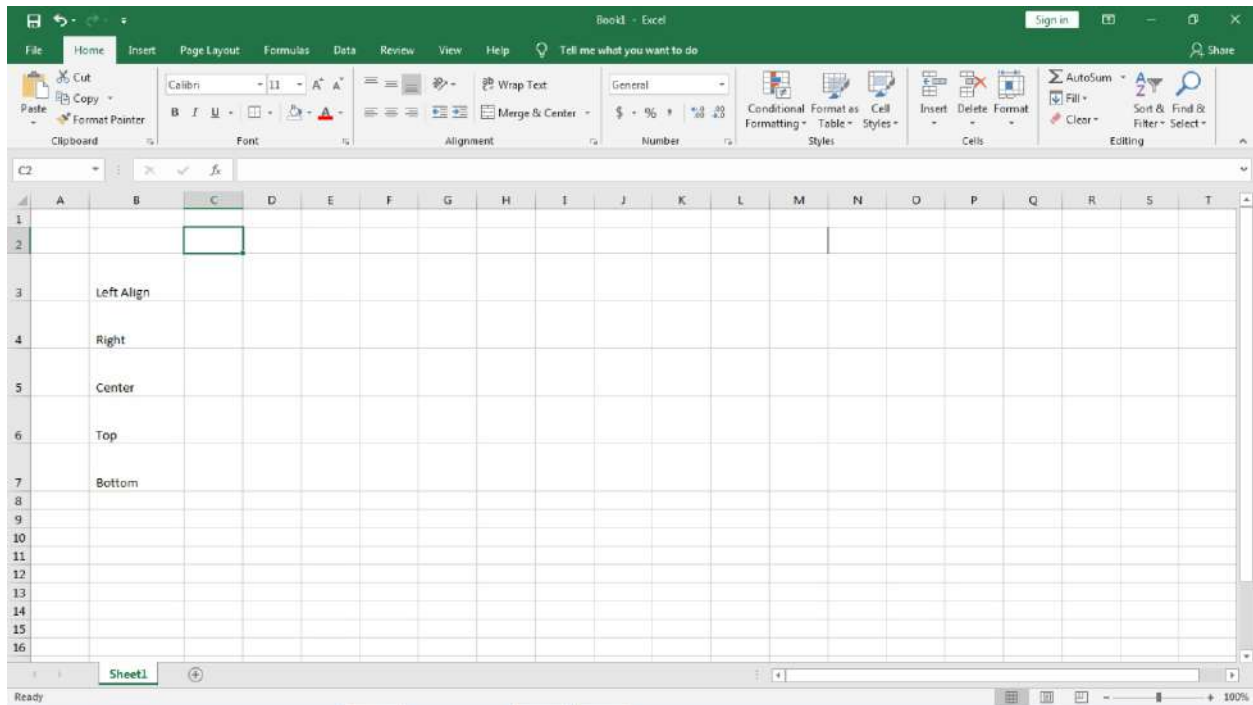 Book1 - Excel
Sign in
File Home Insert Page Layout Formulas Data Review View Help Tell me what you want to do Share
Paste
Cut
Copy
Format Painter
Clipboard
Calibri 11 A A
B I U A
Font
Wrap Text
Merge & Center
Alignment
General
$ % ,
Number
Conditional Formatting
Format as Table
Cell Styles
Styles
Insert Delete Format
Cells
AutoSum
Fill
Clear
Sort & Filter
Find & Select
Editing
C2 fx
A B C D E F G H I J K L M N O P Q R S T
1
2
3 Left Align
4 Right
5 Center
6 Top
7 Bottom
8
9
10
11
12
13
14
15
16
Sheet1
Ready 100%